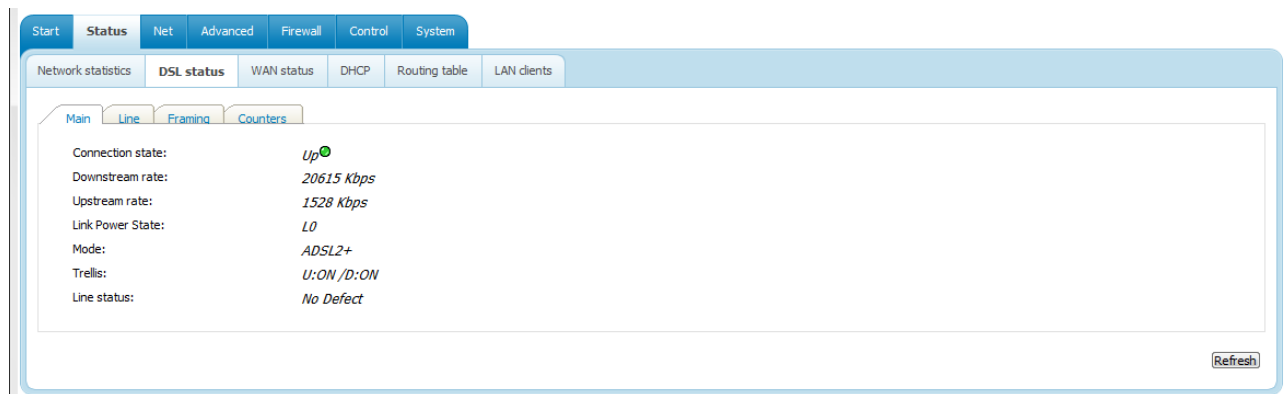 Start Status Net Advanced Firewall Control System
Network statistics DSL status WAN status DHCP Routing table LAN clients
Main Line Framing Counters
Connection state: Up
Downstream rate: 20615 Kbps
Upstream rate: 1528 Kbps
Link Power State: L0
Mode: ADSL2+
Trellis: U:ON /D:ON
Line status: No Defect
Refresh